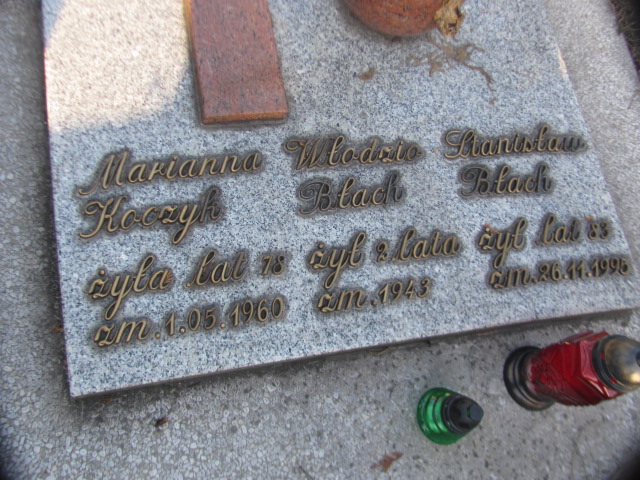 Marianna
Koczyk
żyła lat 78
zm. 1.05.1960
Włodzio
Błach
żył 2 lata
zm. 1943
Stanisław
Błach
żył lat 83
zm. 26.11.1995